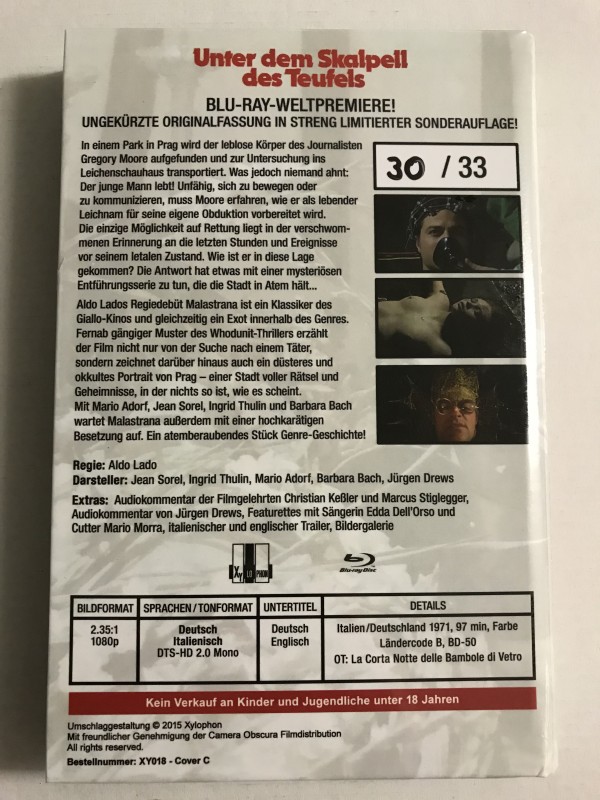 Unter dem Skalpell
des Teufels
BLU-RAY-WELTPREMIERE!
UNGEKÜRZTE ORIGINALFASSUNG IN STRENG LIMITIERTER SONDERAUFLAGE!
In einem Park in Prag wird der leblose Körper des Journalisten
Gregory Moore aufgefunden und zur Untersuchung ins
Leichenschauhaus transportiert. Was jedoch niemand ahnt:
Der junge Mann lebt! Unfähig, sich zu bewegen oder
zu kommunizieren, muss Moore erfahren, wie er als lebender
Leichnam für seine eigene Obduktion vorbereitet wird.
Die einzige Möglichkeit auf Rettung liegt in der verschwom-
menen Erinnerung an die letzten Stunden und Ereignisse
vor seinem letalen Zustand. Wie ist er in diese Lage
gekommen? Die Antwort hat etwas mit einer mysteriösen
Entführungsserie zu tun, die die Stadt in Atem hält...
Aldo Lados Regiedebüt Malastrana ist ein Klassiker des
Giallo-Kinos und gleichzeitig ein Exot innerhalb des Genres.
Fernab gängiger Muster des Whodunit-Thrillers erzählt
der Film nicht nur von der Suche nach einem Täter,
sondern zeichnet darüber hinaus auch ein düsteres und
okkultes Portrait von Prag – einer Stadt voller Rätsel und
Geheimnisse, in der nichts so ist, wie es scheint.
Mit Mario Adorf, Jean Sorel, Ingrid Thulin und Barbara Bach
wartet Malastrana außerdem mit einer hochkarätigen
Besetzung auf. Ein atemberaubendes Stück Genre-Geschichte!
30 / 33
Regie: Aldo Lado
Darsteller: Jean Sorel, Ingrid Thulin, Mario Adorf, Barbara Bach, Jürgen Drews
Extras: Audiokommentar der Filmgelehrten Christian Keßler und Marcus Stiglegger,
Audiokommentar von Jürgen Drews, Featurettes mit Sängerin Edda Dell'Orso und
Cutter Mario Morra, italienischer und englischer Trailer, Bildergalerie
XY LO PHON
Blu-ray Disc
BILDFORMAT SPRACHEN/TONFORMAT UNTERTITEL DETAILS
2.35:1 Deutsch Deutsch Italien/Deutschland 1971, 97 min, Farbe
1080p Italienisch Englisch Ländercode B, BD-50
DTS-HD 2.0 Mono OT: La Corta Notte delle Bambole di Vetro
Kein Verkauf an Kinder und Jugendliche unter 18 Jahren
Umschlaggestaltung © 2015 Xylophon
Mit freundlicher Genehmigung der Camera Obscura Filmdistribution
All rights reserved.
Bestellnummer: XY018 - Cover C